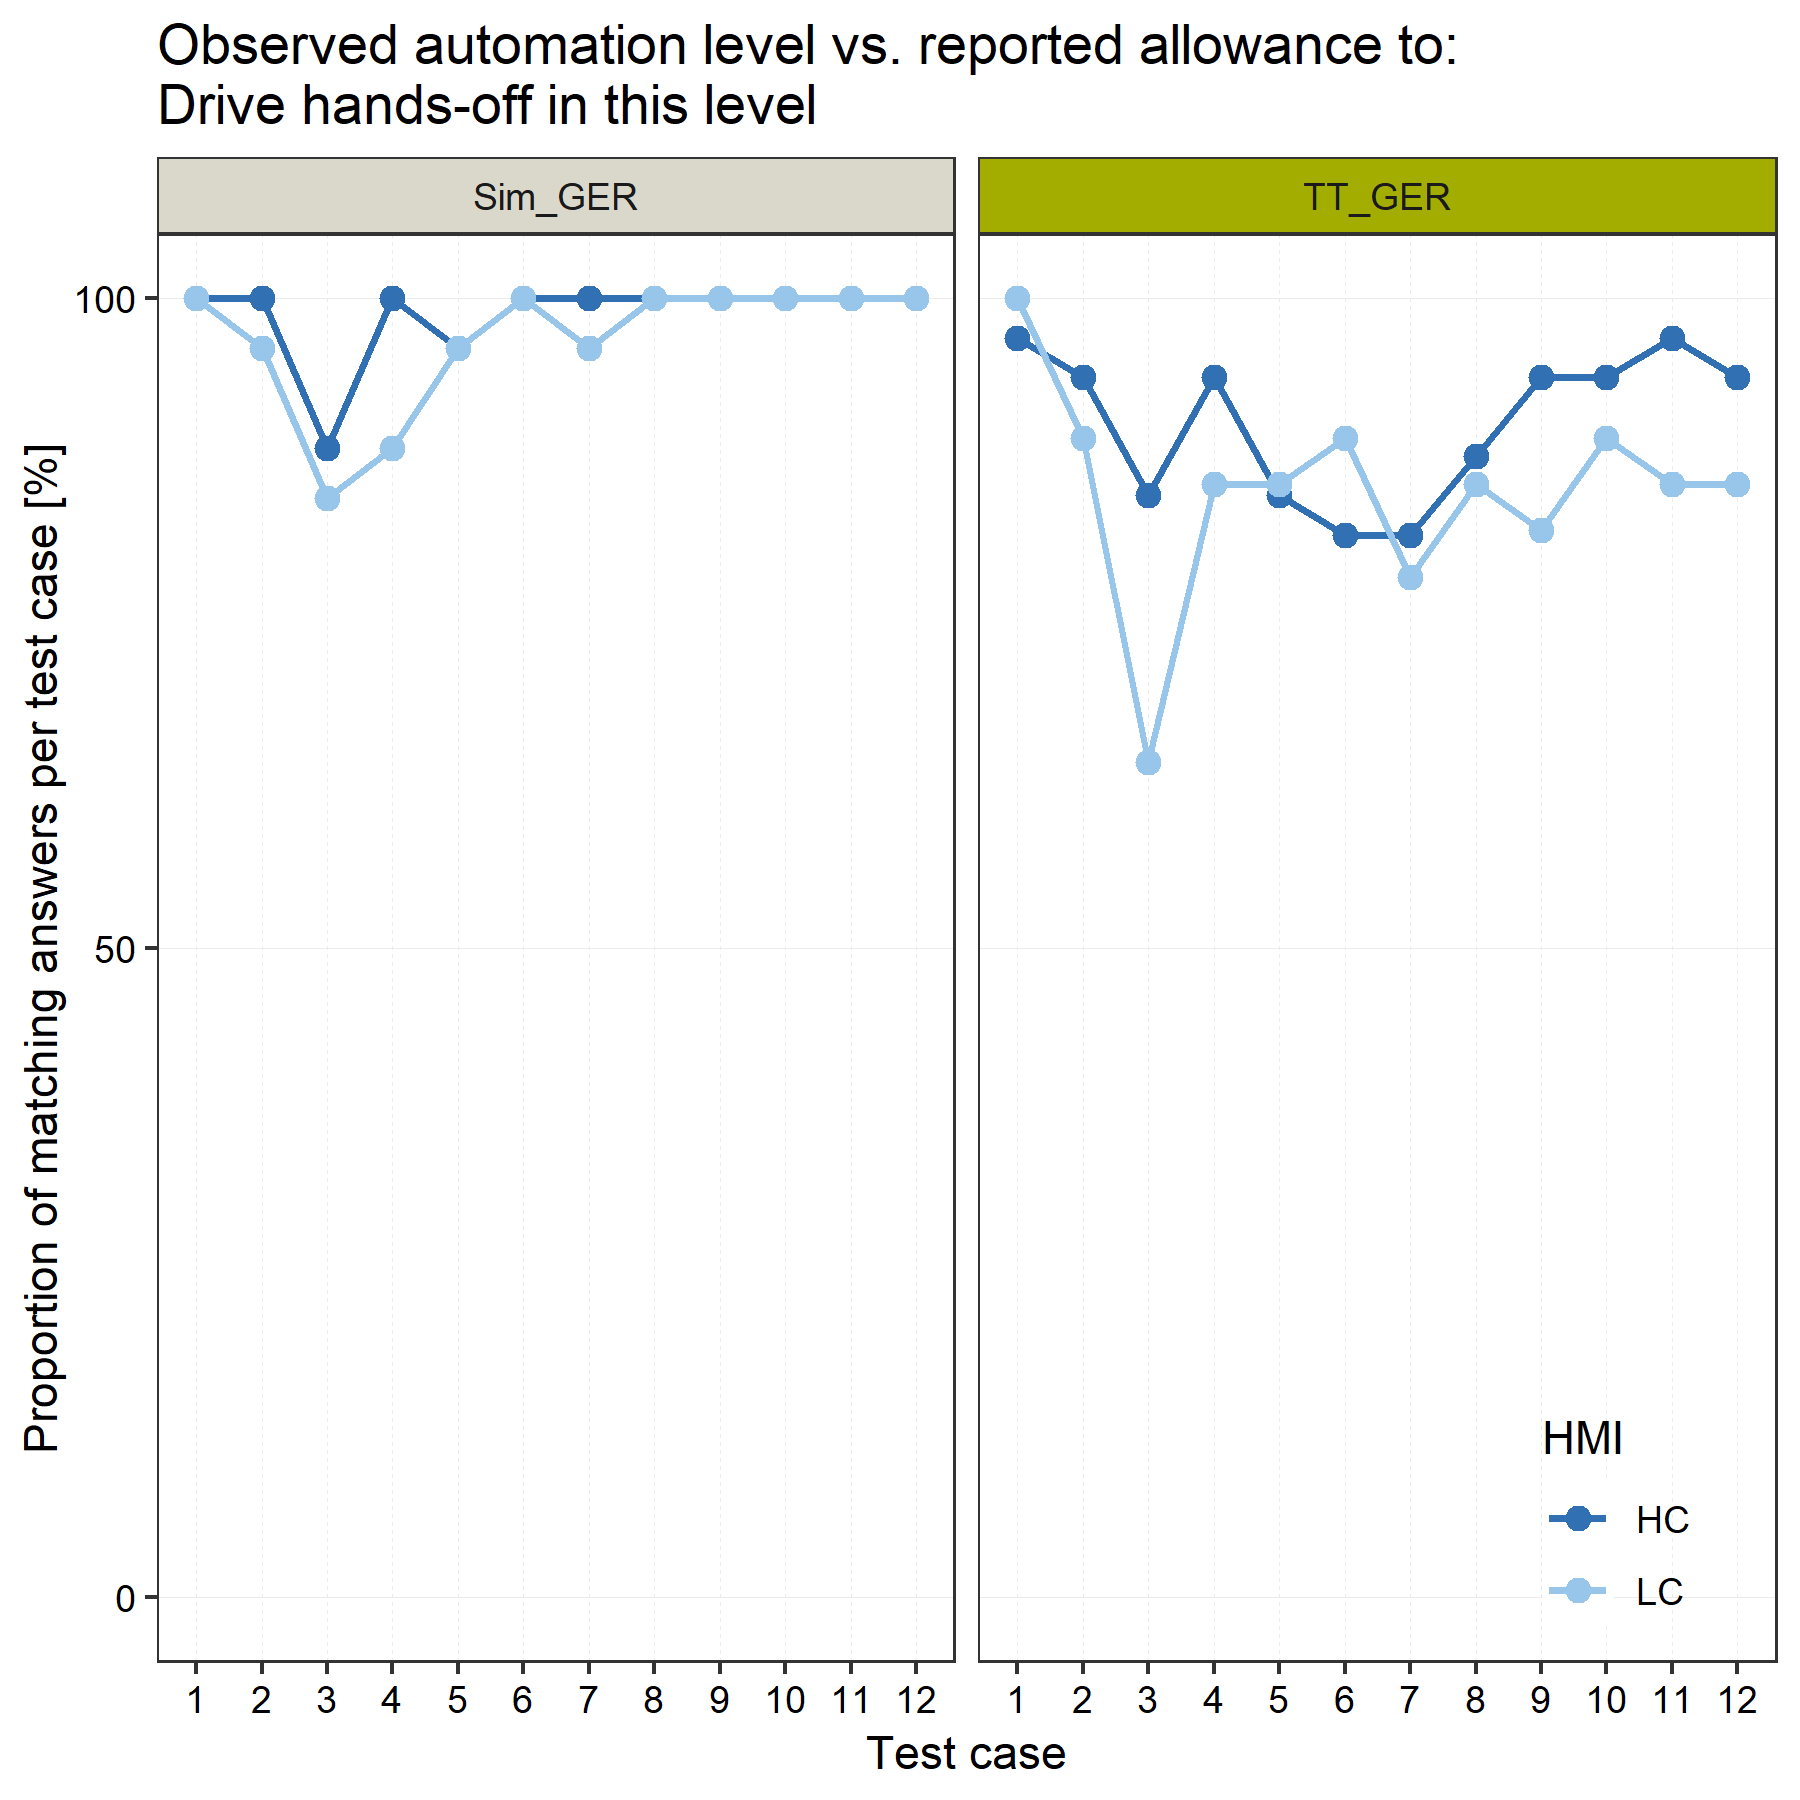 Observed automation level vs. reported allowance to:
Drive hands-off in this level
Sim_GER
TT_GER
Proportion of matching answers per test case [%]
100
50
0
HMI
HC
LC
1 2 3 4 5 6 7 8 9 10 11 12
1 2 3 4 5 6 7 8 9 10 11 12
Test case